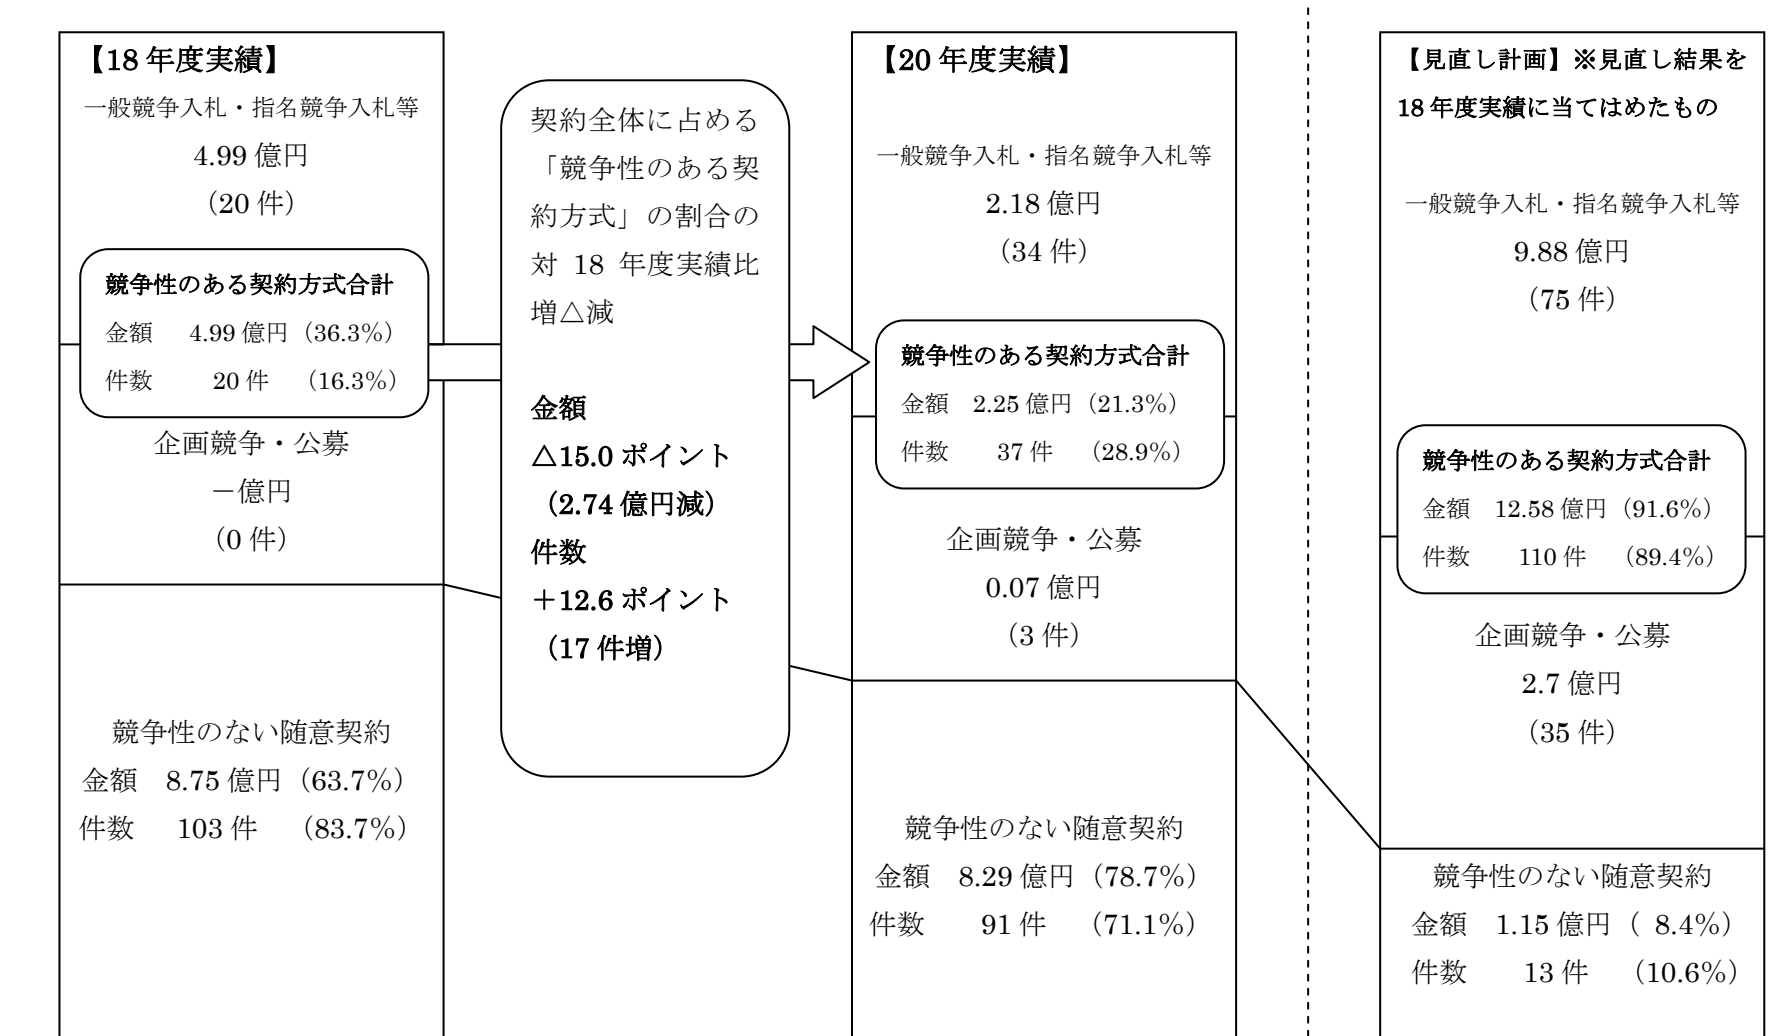 【18 年度実績】
一般競争入札・指名競争入札等
4.99 億円
（20 件）
競争性のある契約方式合計
金額 4.99 億円（36.3%）
件数 20 件 （16.3%）
企画競争・公募
－億円
（0 件）
競争性のない随意契約
金額 8.75 億円（63.7%）
件数 103 件 （83.7%）
契約全体に占める
「競争性のある契
約方式」の割合の
対 18 年度実績比
増△減
金額
△15.0 ポイント
（2.74 億円減）
件数
＋12.6 ポイント
（17 件増）
【20 年度実績】
一般競争入札・指名競争入札等
2.18 億円
（34 件）
競争性のある契約方式合計
金額 2.25 億円（21.3%）
件数 37 件 （28.9%）
企画競争・公募
0.07 億円
（3 件）
競争性のない随意契約
金額 8.29 億円（78.7%）
件数 91 件 （71.1%）
【見直し計画】※見直し結果を
18 年度実績に当てはめたもの
一般競争入札・指名競争入札等
9.88 億円
（75 件）
競争性のある契約方式合計
金額 12.58 億円（91.6%）
件数 110 件 （89.4%）
企画競争・公募
2.7 億円
（35 件）
競争性のない随意契約
金額 1.15 億円（ 8.4%）
件数 13 件 （10.6%）